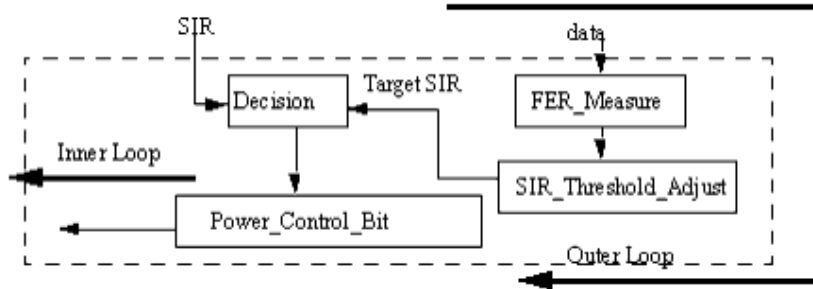 SIR
data
Target SIR
Decision
FER_Measure
Inner Loop
SIR_Threshold_Adjust
Power_Control_Bit
Outer Loop